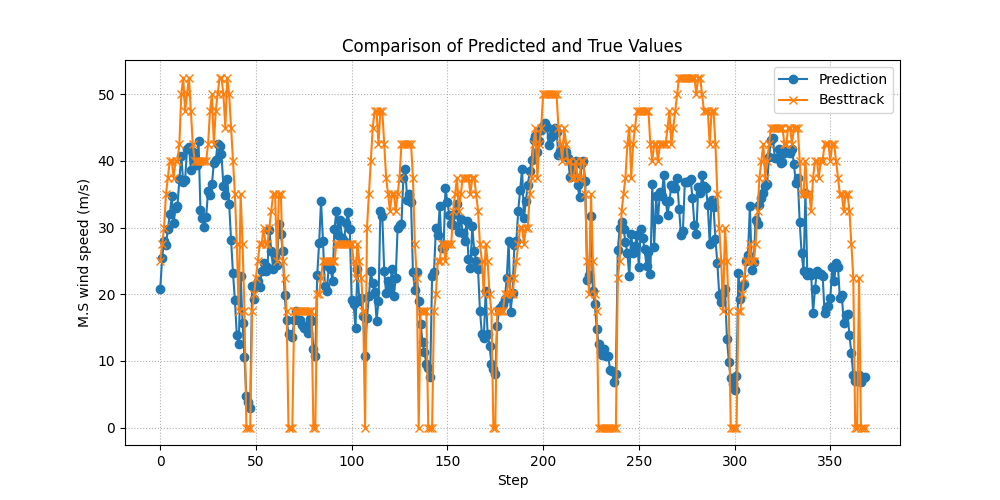 Comparison of Predicted and True Values
Prediction
Besttrack
M.S wind speed (m/s)
50
40
30
20
10
0
0 50 100 150 200 250 300 350
Step